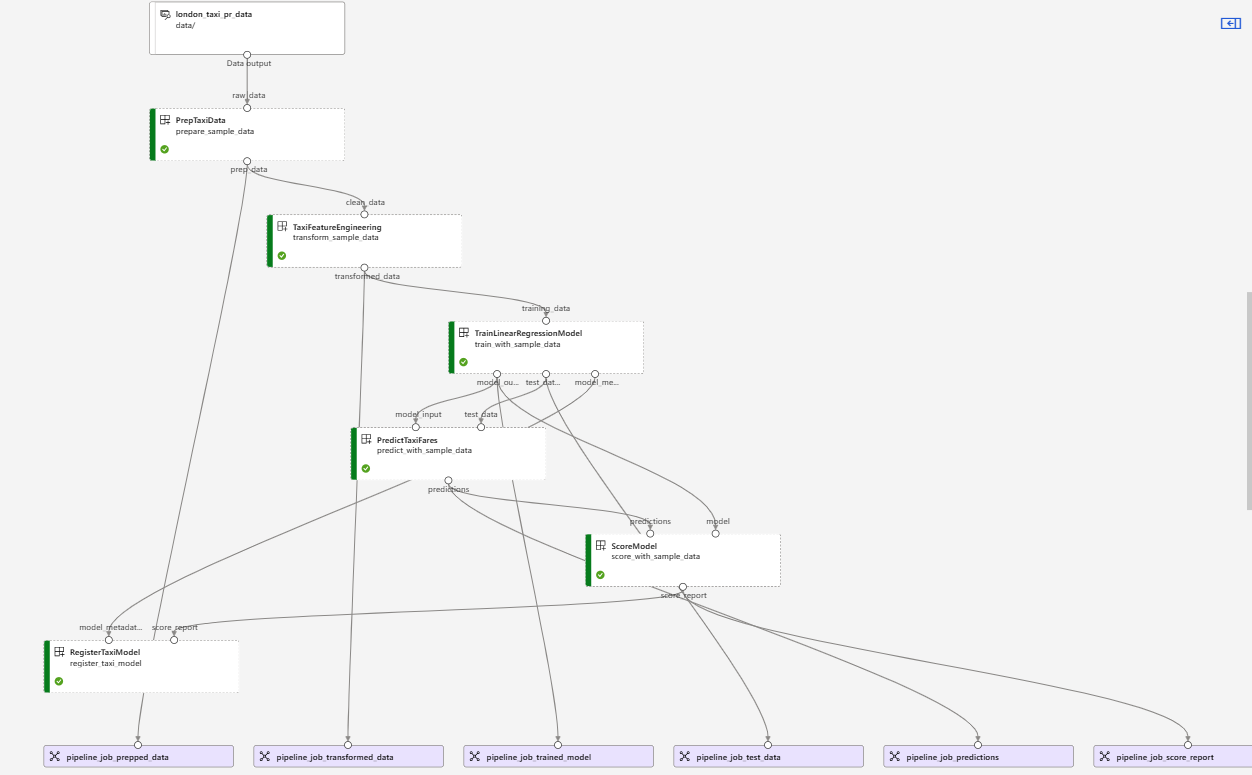 london_taxi_pr_data
data/
Data output
raw_data
PrepTaxiData
prepare_sample_data
prep_data
clean_data
TaxiFeatureEngineering
transform_sample_data
transformed_data
training_data
TrainLinearRegressionModel
train_with_sample_data
model_ou... test_dat... model_me...
model_input test_data
PredictTaxiFares
predict_with_sample_data
predictions
predictions model
ScoreModel
score_with_sample_data
score_report
model_metadat... score_report
RegisterTaxiModel
register_taxi_model
pipeline_job_prepped_data pipeline_job_transformed_data pipeline_job_trained_model pipeline_job_test_data pipeline_job_predictions pipeline_job_score_report